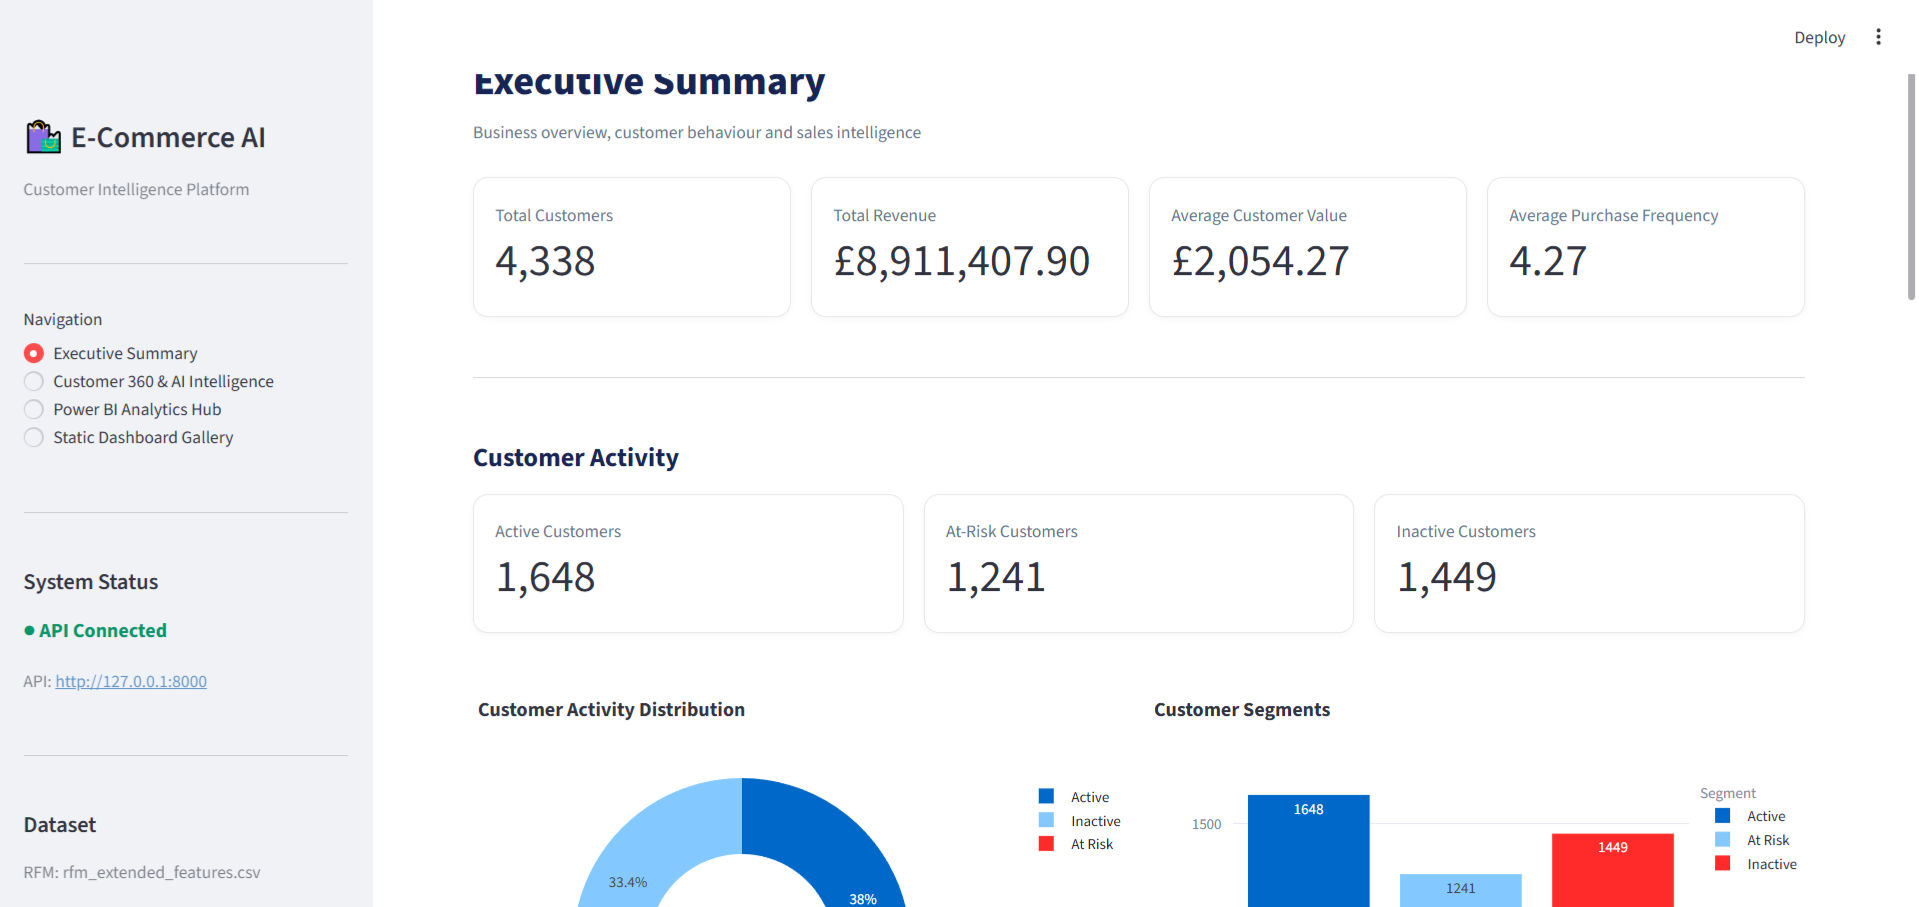 Deploy
E-Commerce AI
Customer Intelligence Platform
Navigation
Executive Summary
Customer 360 & AI Intelligence
Power BI Analytics Hub
Static Dashboard Gallery
System Status
API Connected
API: http://127.0.0.1:8000
Dataset
RFM: rfm_extended_features.csv
Executive Summary
Business overview, customer behaviour and sales intelligence
Total Customers
4,338
Total Revenue
£8,911,407.90
Average Customer Value
£2,054.27
Average Purchase Frequency
4.27
Customer Activity
Active Customers
1,648
At-Risk Customers
1,241
Inactive Customers
1,449
Customer Activity Distribution
33.4%
38%
Active
Inactive
At Risk
Customer Segments
1500
1648
1241
1449
Segment
Active
At Risk
Inactive